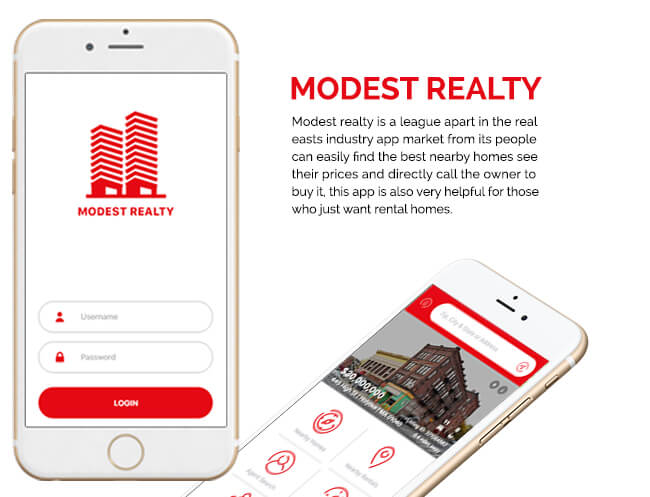 MODEST REALTY
Modest realty is a league apart in the real
easts industry app market from its people
can easily find the best nearby homes see
their prices and directly call the owner to
buy it, this app is also very helpful for those
who just want rental homes.
MODEST REALTY
Username
Password
LOGIN
Zip, City & State or Address
$20,000,000
Nearby Homes
Nearby Rentals
Agent Search